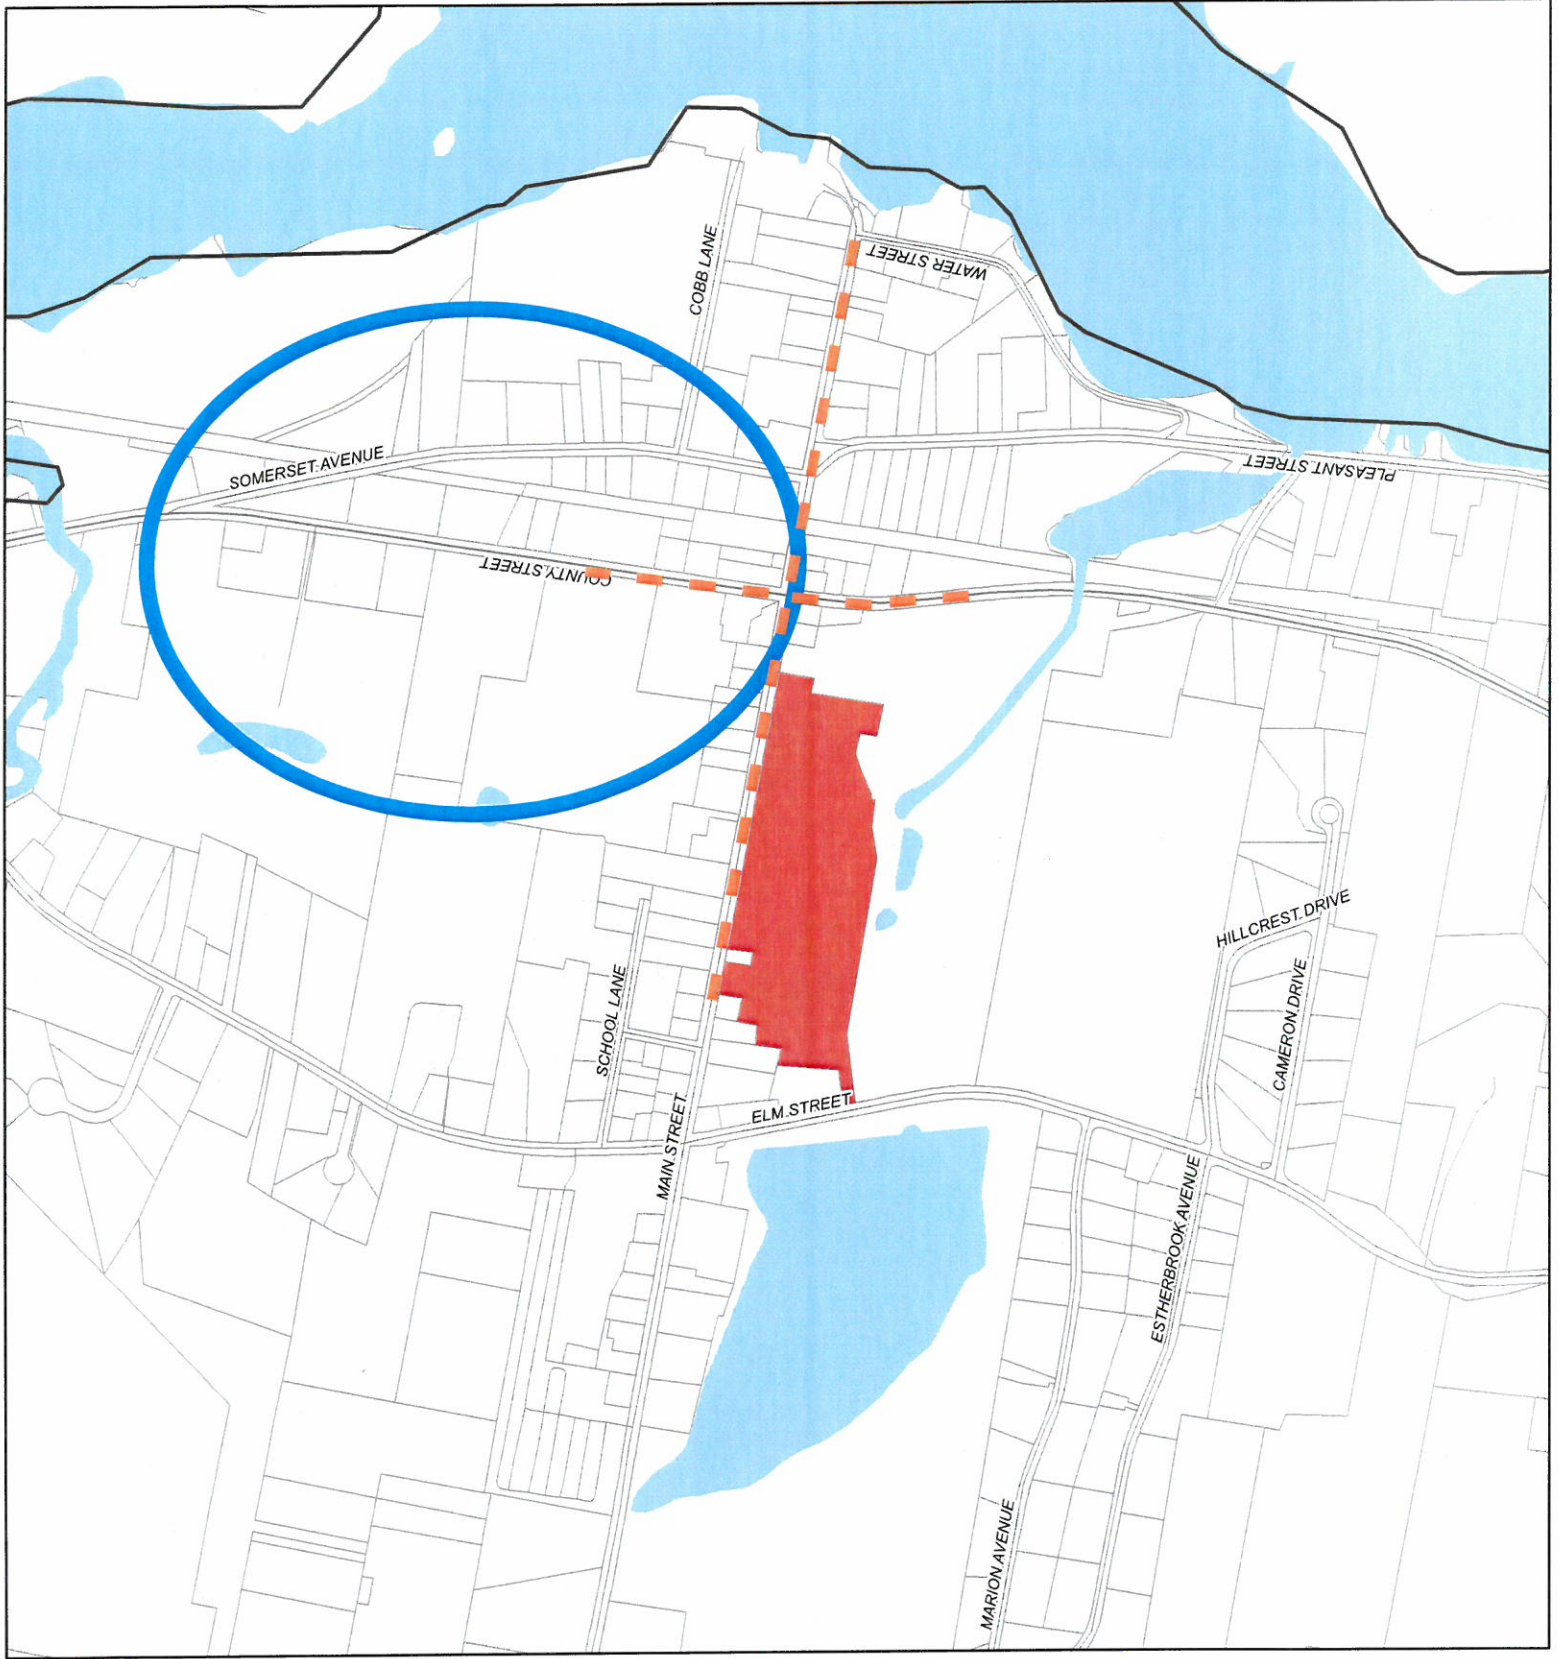 COBB LANE
WATER STREET
SOMERSET AVENUE
PLEASANT STREET
COUNTY STREET
HILLCREST DRIVE
SCHOOL LANE
CAMERON DRIVE
MAIN STREET
ELM STREET
ESTHERBROOK AVENUE
MARION AVENUE